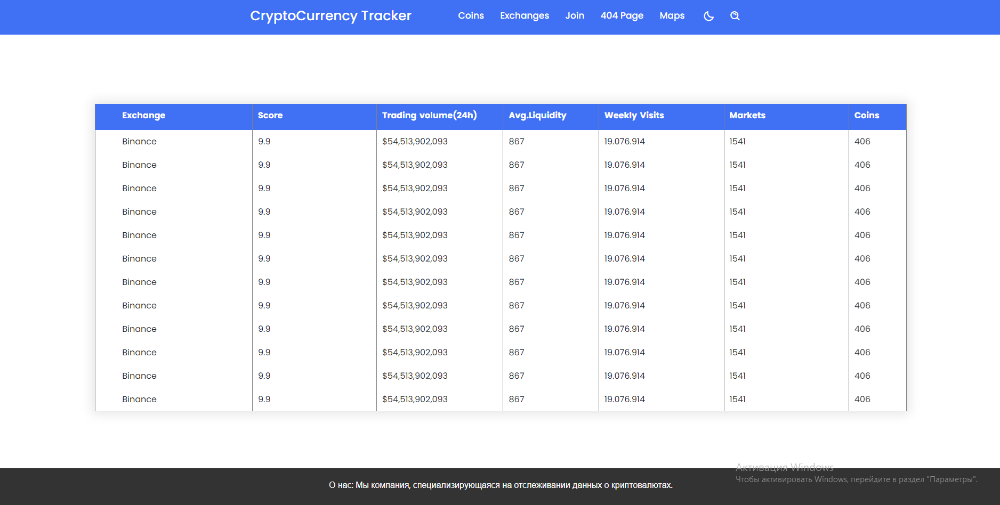 CryptoCurrency Tracker Coins Exchanges Join 404 Page Maps
Exchange Score Trading volume(24h) Avg.Liquidity Weekly Visits Markets Coins
Binance 9.9 $54,513,902,093 867 19.076.914 1541 406
Binance 9.9 $54,513,902,093 867 19.076.914 1541 406
Binance 9.9 $54,513,902,093 867 19.076.914 1541 406
Binance 9.9 $54,513,902,093 867 19.076.914 1541 406
Binance 9.9 $54,513,902,093 867 19.076.914 1541 406
Binance 9.9 $54,513,902,093 867 19.076.914 1541 406
Binance 9.9 $54,513,902,093 867 19.076.914 1541 406
Binance 9.9 $54,513,902,093 867 19.076.914 1541 406
Binance 9.9 $54,513,902,093 867 19.076.914 1541 406
Binance 9.9 $54,513,902,093 867 19.076.914 1541 406
Binance 9.9 $54,513,902,093 867 19.076.914 1541 406
Binance 9.9 $54,513,902,093 867 19.076.914 1541 406
Активация Windows
Чтобы активировать Windows, перейдите в раздел "Параметры".
О нас: Мы компания, специализирующаяся на отслеживании данных о криптовалютах.